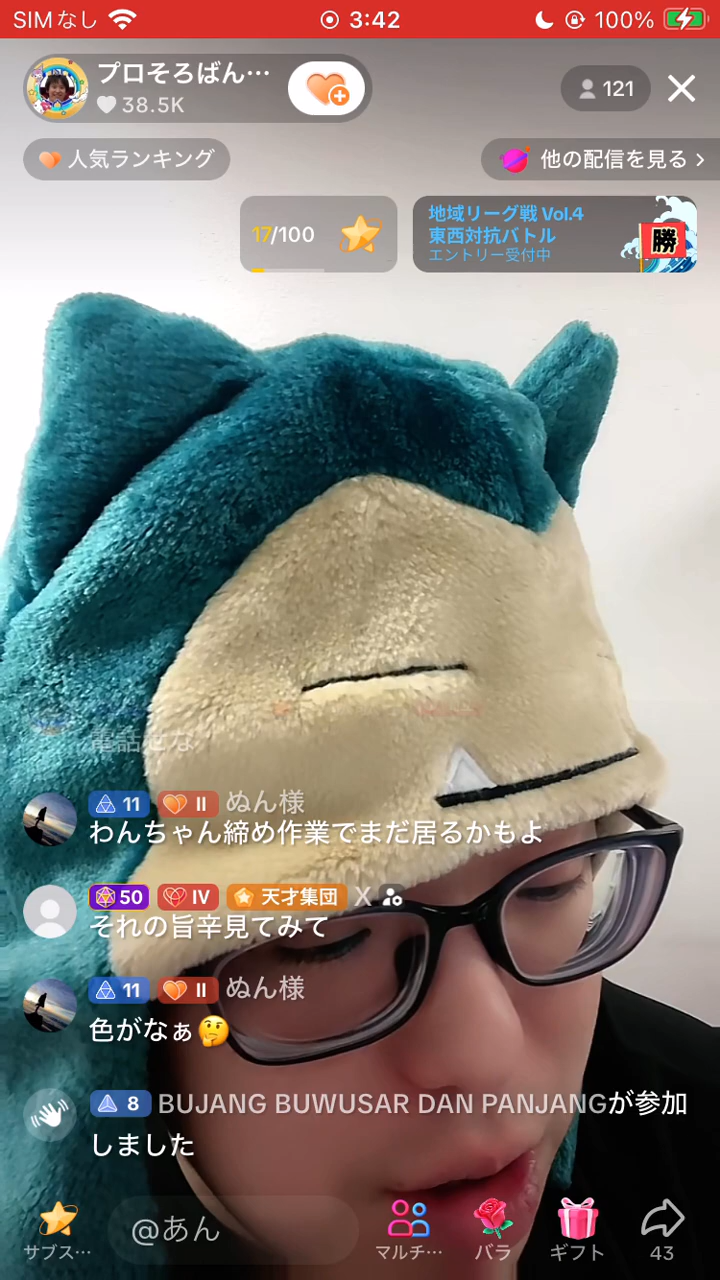 SIMなし 3:42 100%
プロそろばん…
38.5K
121
人気ランキング
他の配信を見る
17/100
地域リーグ戦 Vol.4
東西対抗バトル
エントリー受付中
勝
電話せな
11 II ぬん様
わんちゃん締め作業でまだ居るかもよ
50 IV 天才集団 X
それの旨辛見てみて
11 II ぬん様
色がなぁ🤔
8 BUJANG BUWUSAR DAN PANJANGが参加
しました
サブス…
@あん
マルチ…
バラ
ギフト
43